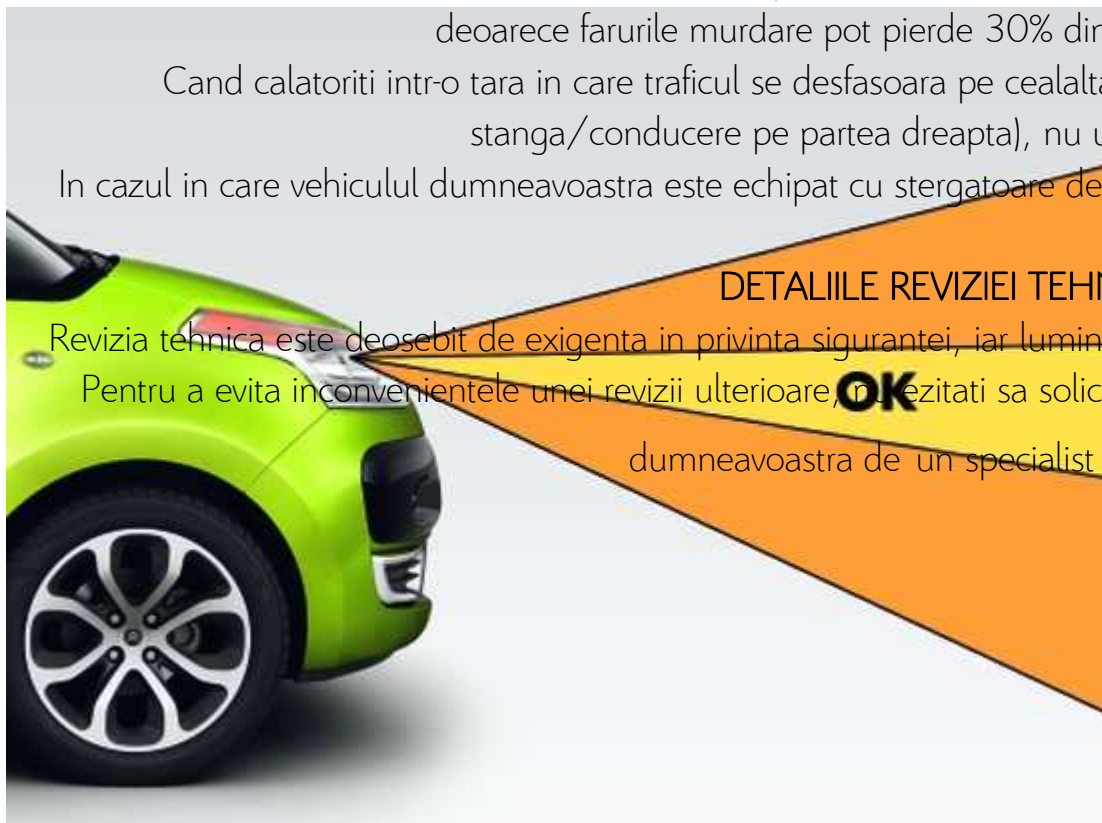 deoarece farurile murdare pot pierde 30% din
Cand calatoriti intr-o tara in care traficul se desfasoara pe cealalta
stanga/conducere pe partea dreapta), nu u
In cazul in care vehiculul dumneavoastra este echipat cu stergatoare de
DETALIILE REVIZIEI TEHN
Revizia tehnica este deosebit de exigenta in privinta sigurantei, iar lumin
Pentru a evita inconvenientele unei revizii ulterioare, nu ezitati sa solic
OK
dumneavoastra de un specialist